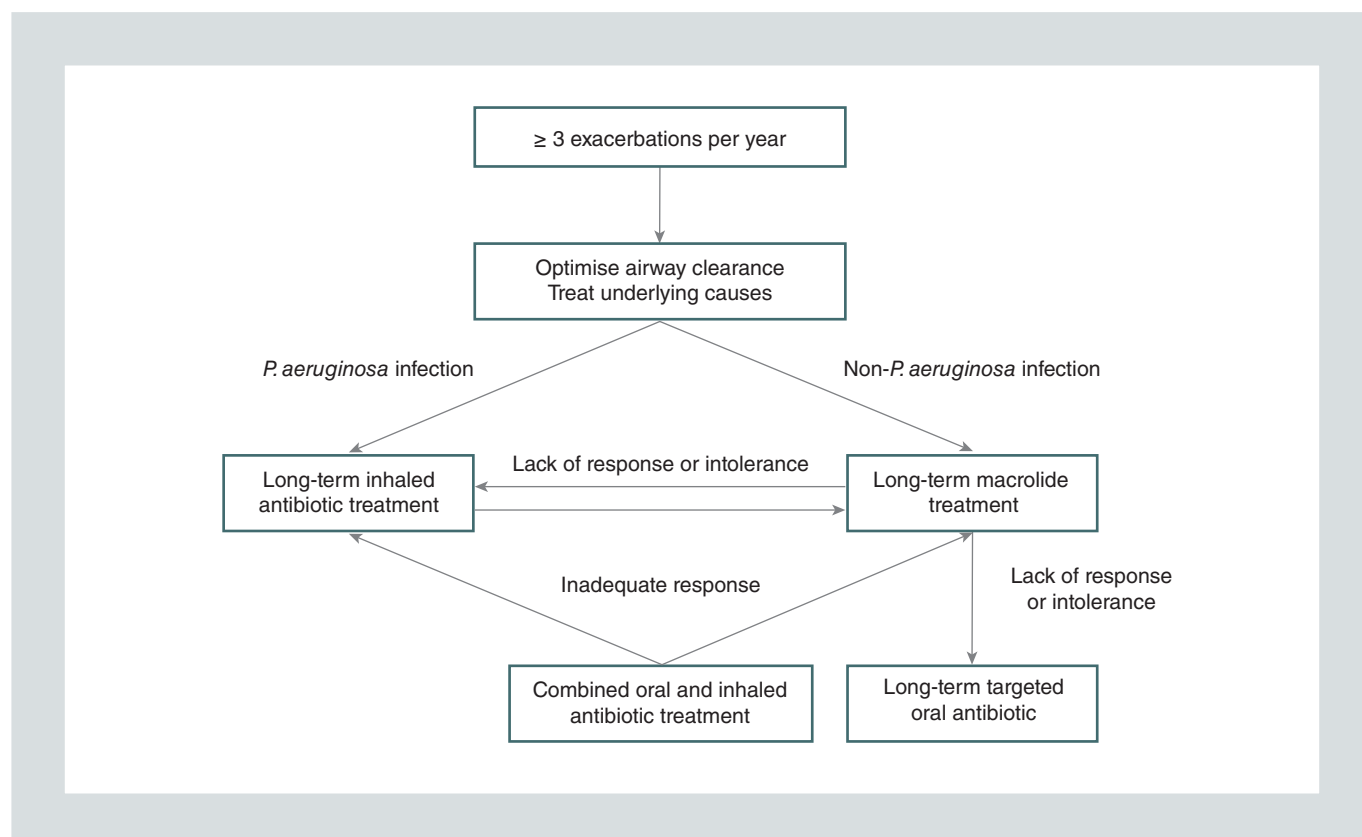 ≥ 3 exacerbations per year
Optimise airway clearance
Treat underlying causes
P. aeruginosa infection
Non-P. aeruginosa infection
Long-term inhaled
antibiotic treatment
Lack of response or intolerance
Long-term macrolide
treatment
Inadequate response
Lack of response
or intolerance
Combined oral and inhaled
antibiotic treatment
Long-term targeted
oral antibiotic